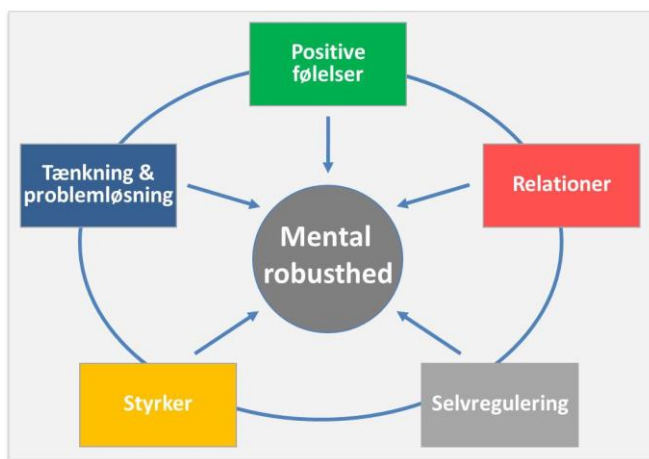 Positive
følelser
Tænkning &
problemløsning
Relationer
Mental
robusthed
Styrker
Selvregulering